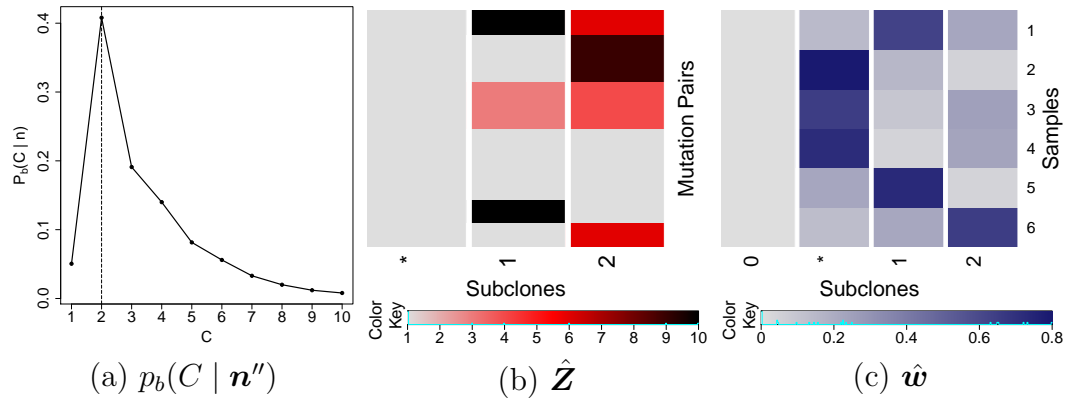 0.0 0.1 0.2 0.3 0.4
P_b(C | n)
1 2 3 4 5 6 7 8 9 10
C
(a) p_b(C | n′′)
Mutation Pairs
* 1 2
Subclones
Color Key
1 2 3 4 5 6 7 8 9 10
(b) Ẑ
1
2
3
4
5
6
Samples
0 * 1 2
Subclones
Color Key
0 0.2 0.4 0.6 0.8
(c) ŵ